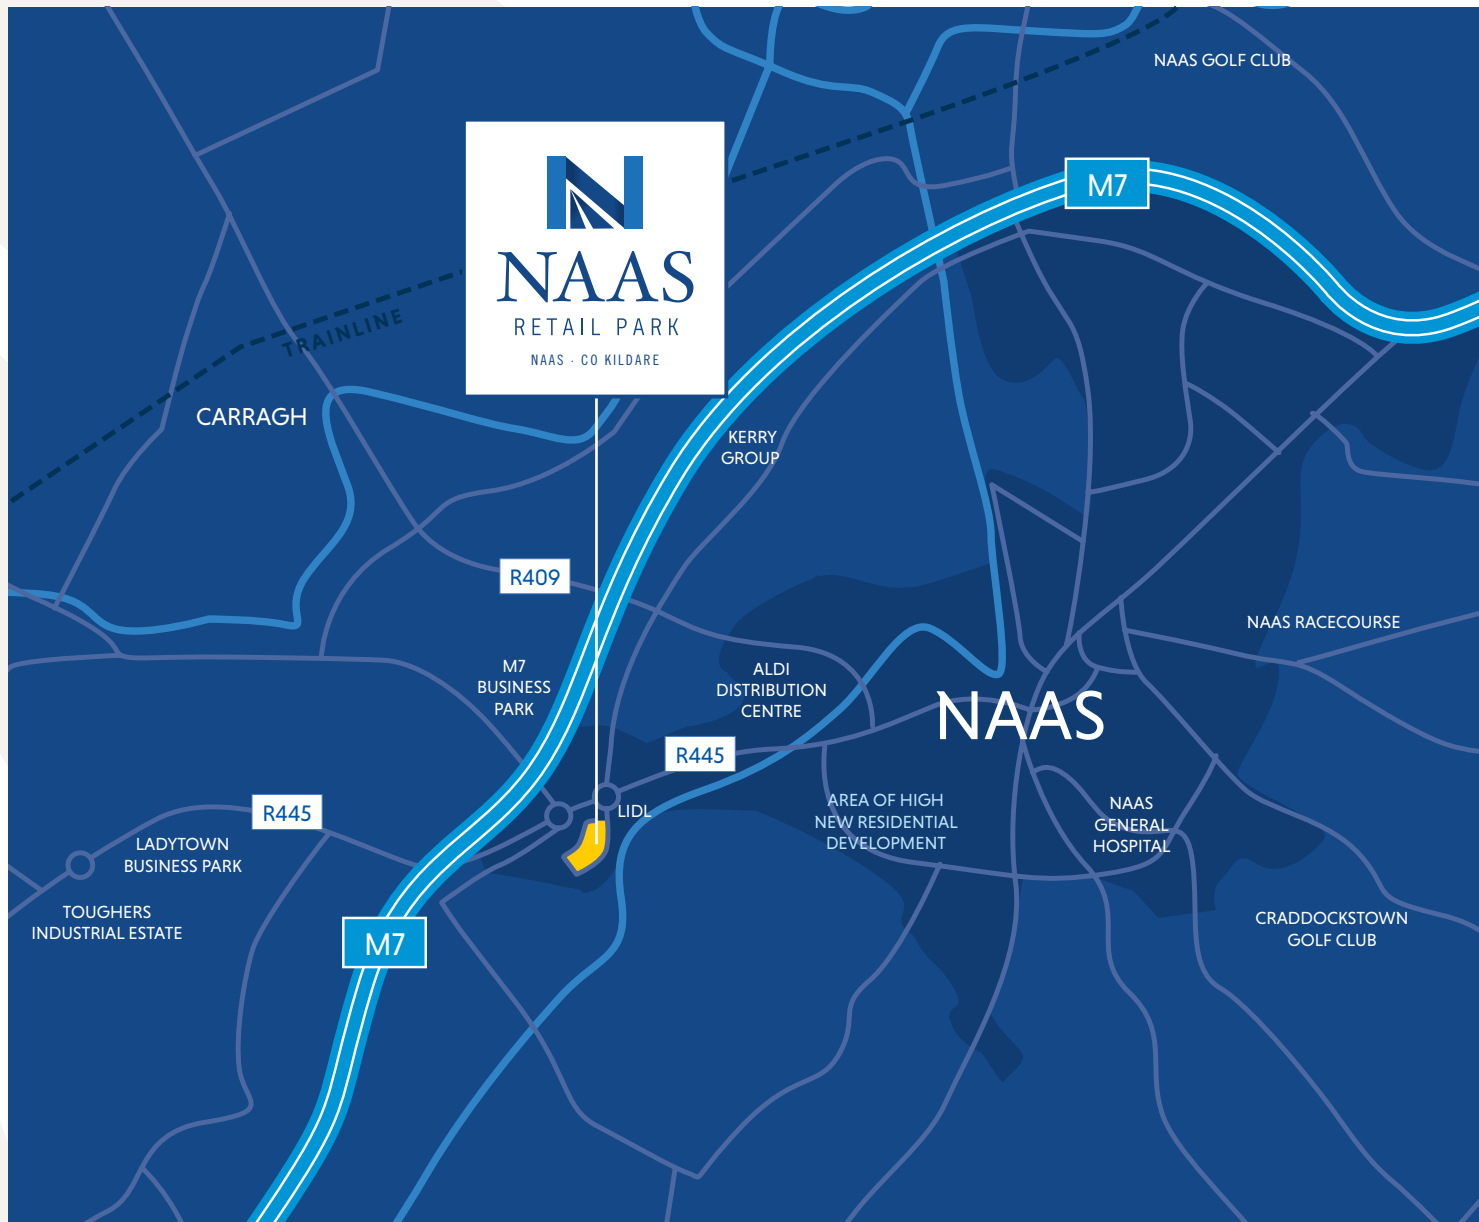 NAAS GOLF CLUB
M7
N
NAAS
RETAIL PARK
NAAS · CO KILDARE
TRAINLINE
CARRAGH
KERRY
GROUP
R409
NAAS RACECOURSE
M7
BUSINESS
PARK
ALDI
DISTRIBUTION
CENTRE
NAAS
R445
R445
LIDL
AREA OF HIGH
NEW RESIDENTIAL
DEVELOPMENT
NAAS
GENERAL
HOSPITAL
LADYTOWN
BUSINESS PARK
TOUGHERS
INDUSTRIAL ESTATE
M7
CRADDOCKSTOWN
GOLF CLUB